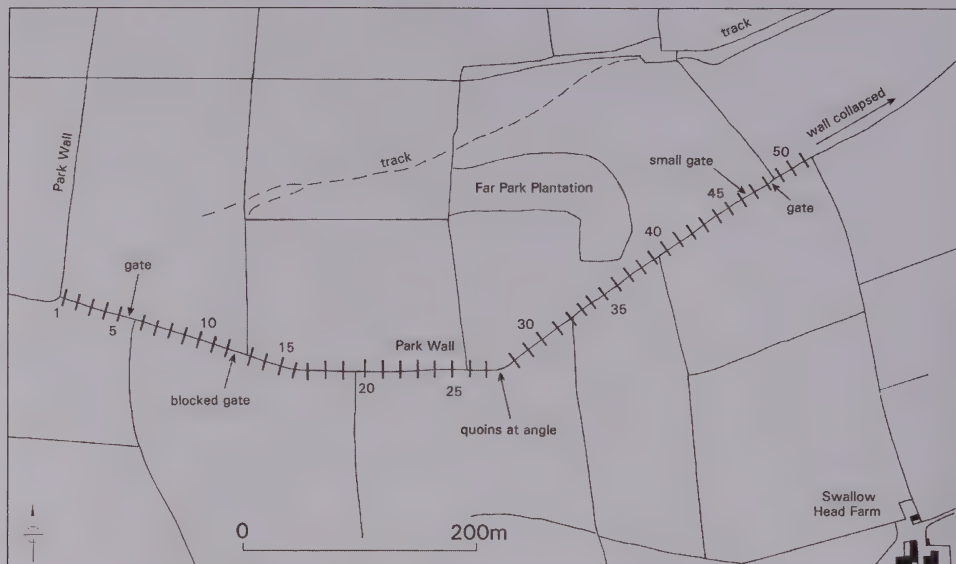 track
wall collapsed
Park Wall
track
small gate
50
Far Park Plantation
45
gate
40
gate
1
5
10
35
30
15
Park Wall
20
25
blocked gate
quoins at angle
Swallow
Head Farm
0
200m